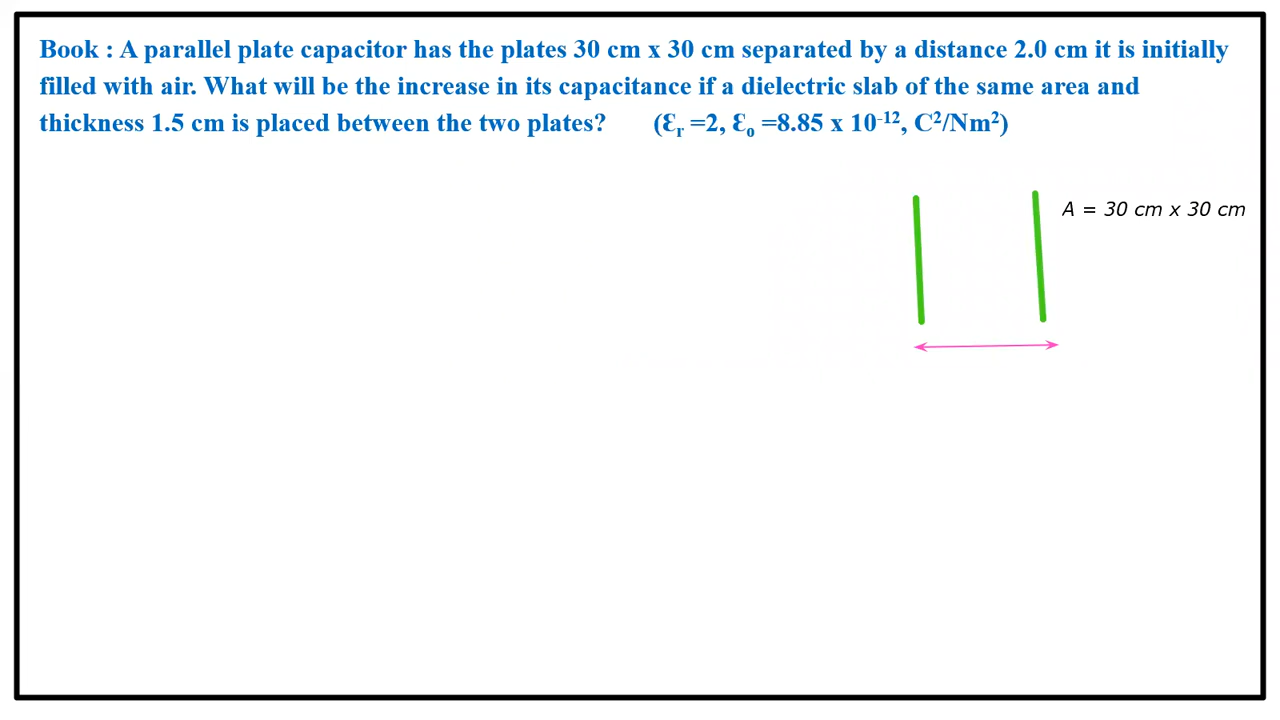 Book : A parallel plate capacitor has the plates 30 cm x 30 cm separated by a distance 2.0 cm it is initially
filled with air. What will be the increase in its capacitance if a dielectric slab of the same area and
thickness 1.5 cm is placed between the two plates? (Ɛᵣ =2, Ɛₒ =8.85 x 10⁻¹², C²/Nm²)
A = 30 cm x 30 cm